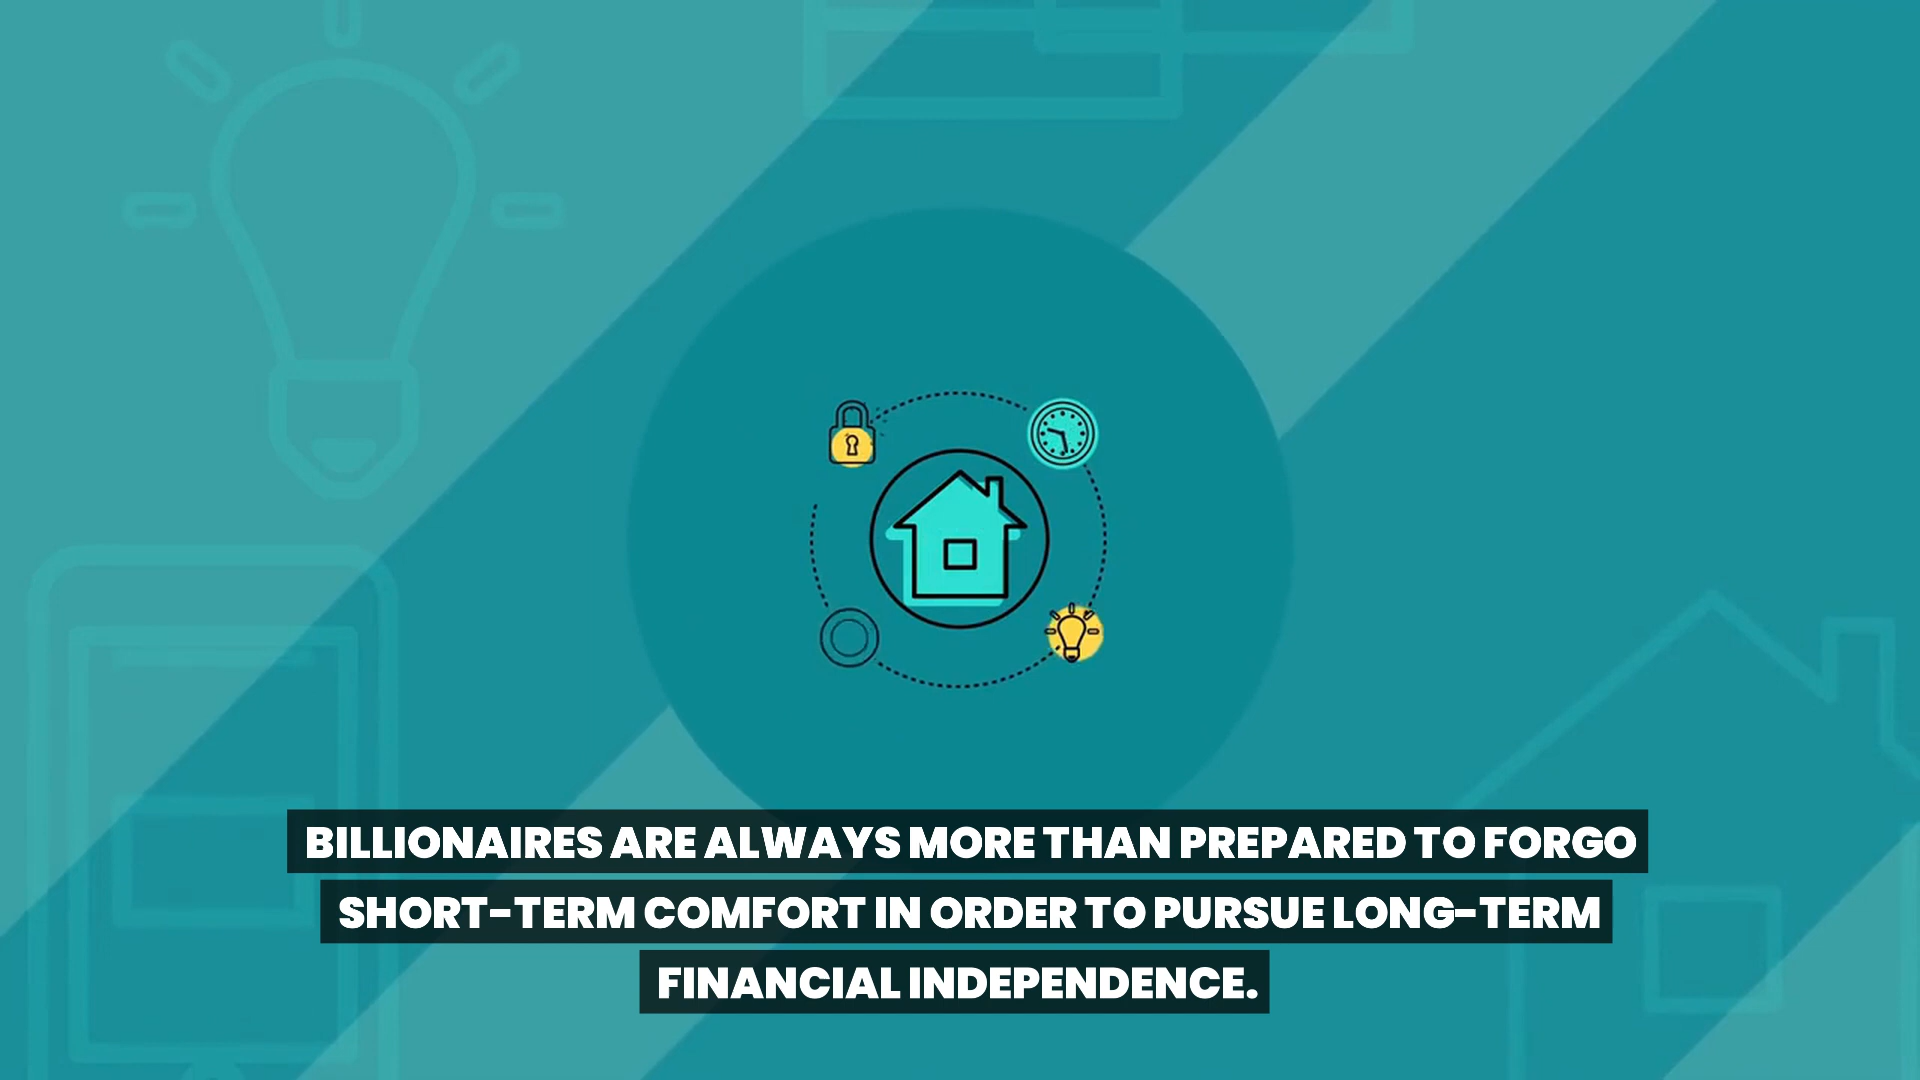 BILLIONAIRES ARE ALWAYS MORE THAN PREPARED TO FORGO
SHORT-TERM COMFORT IN ORDER TO PURSUE LONG-TERM
FINANCIAL INDEPENDENCE.